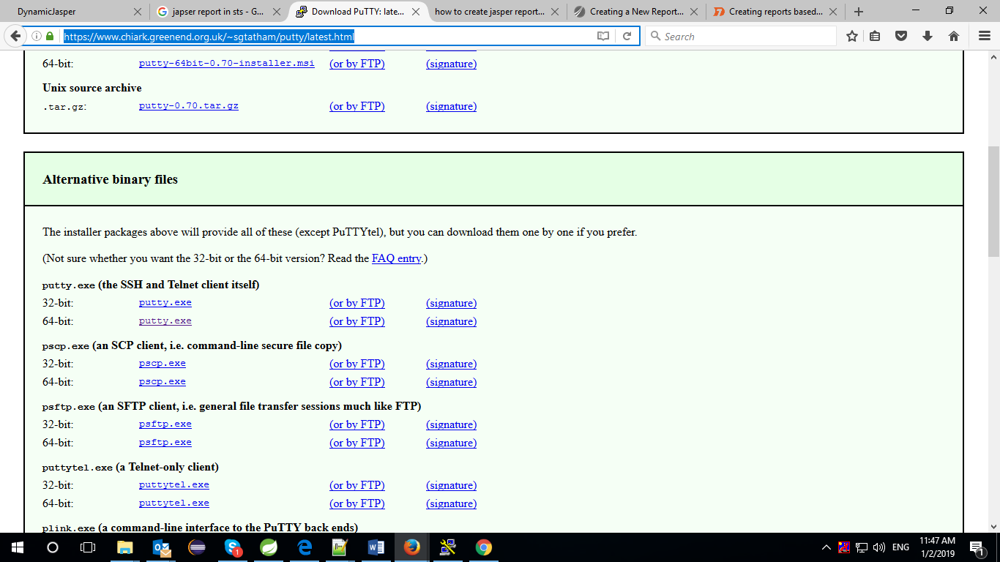 DynamicJasper
japser report in sts - G...
Download PuTTY: late...
how to create jasper report...
Creating a New Report...
Creating reports based...
https://www.chiark.greenend.org.uk/~sgtatham/putty/latest.html
Search
64-bit: putty-64bit-0.70-installer.msi (or by FTP) (signature)
Unix source archive
.tar.gz: putty-0.70.tar.gz (or by FTP) (signature)
Alternative binary files
The installer packages above will provide all of these (except PuTTYtel), but you can download them one by one if you prefer.
(Not sure whether you want the 32-bit or the 64-bit version? Read the FAQ entry.)
putty.exe (the SSH and Telnet client itself)
32-bit: putty.exe (or by FTP) (signature)
64-bit: putty.exe (or by FTP) (signature)
pscp.exe (an SCP client, i.e. command-line secure file copy)
32-bit: pscp.exe (or by FTP) (signature)
64-bit: pscp.exe (or by FTP) (signature)
psftp.exe (an SFTP client, i.e. general file transfer sessions much like FTP)
32-bit: psftp.exe (or by FTP) (signature)
64-bit: psftp.exe (or by FTP) (signature)
puttytel.exe (a Telnet-only client)
32-bit: puttytel.exe (or by FTP) (signature)
64-bit: puttytel.exe (or by FTP) (signature)
plink.exe (a command-line interface to the PuTTY back ends)
ENG
11:47 AM
1/2/2019